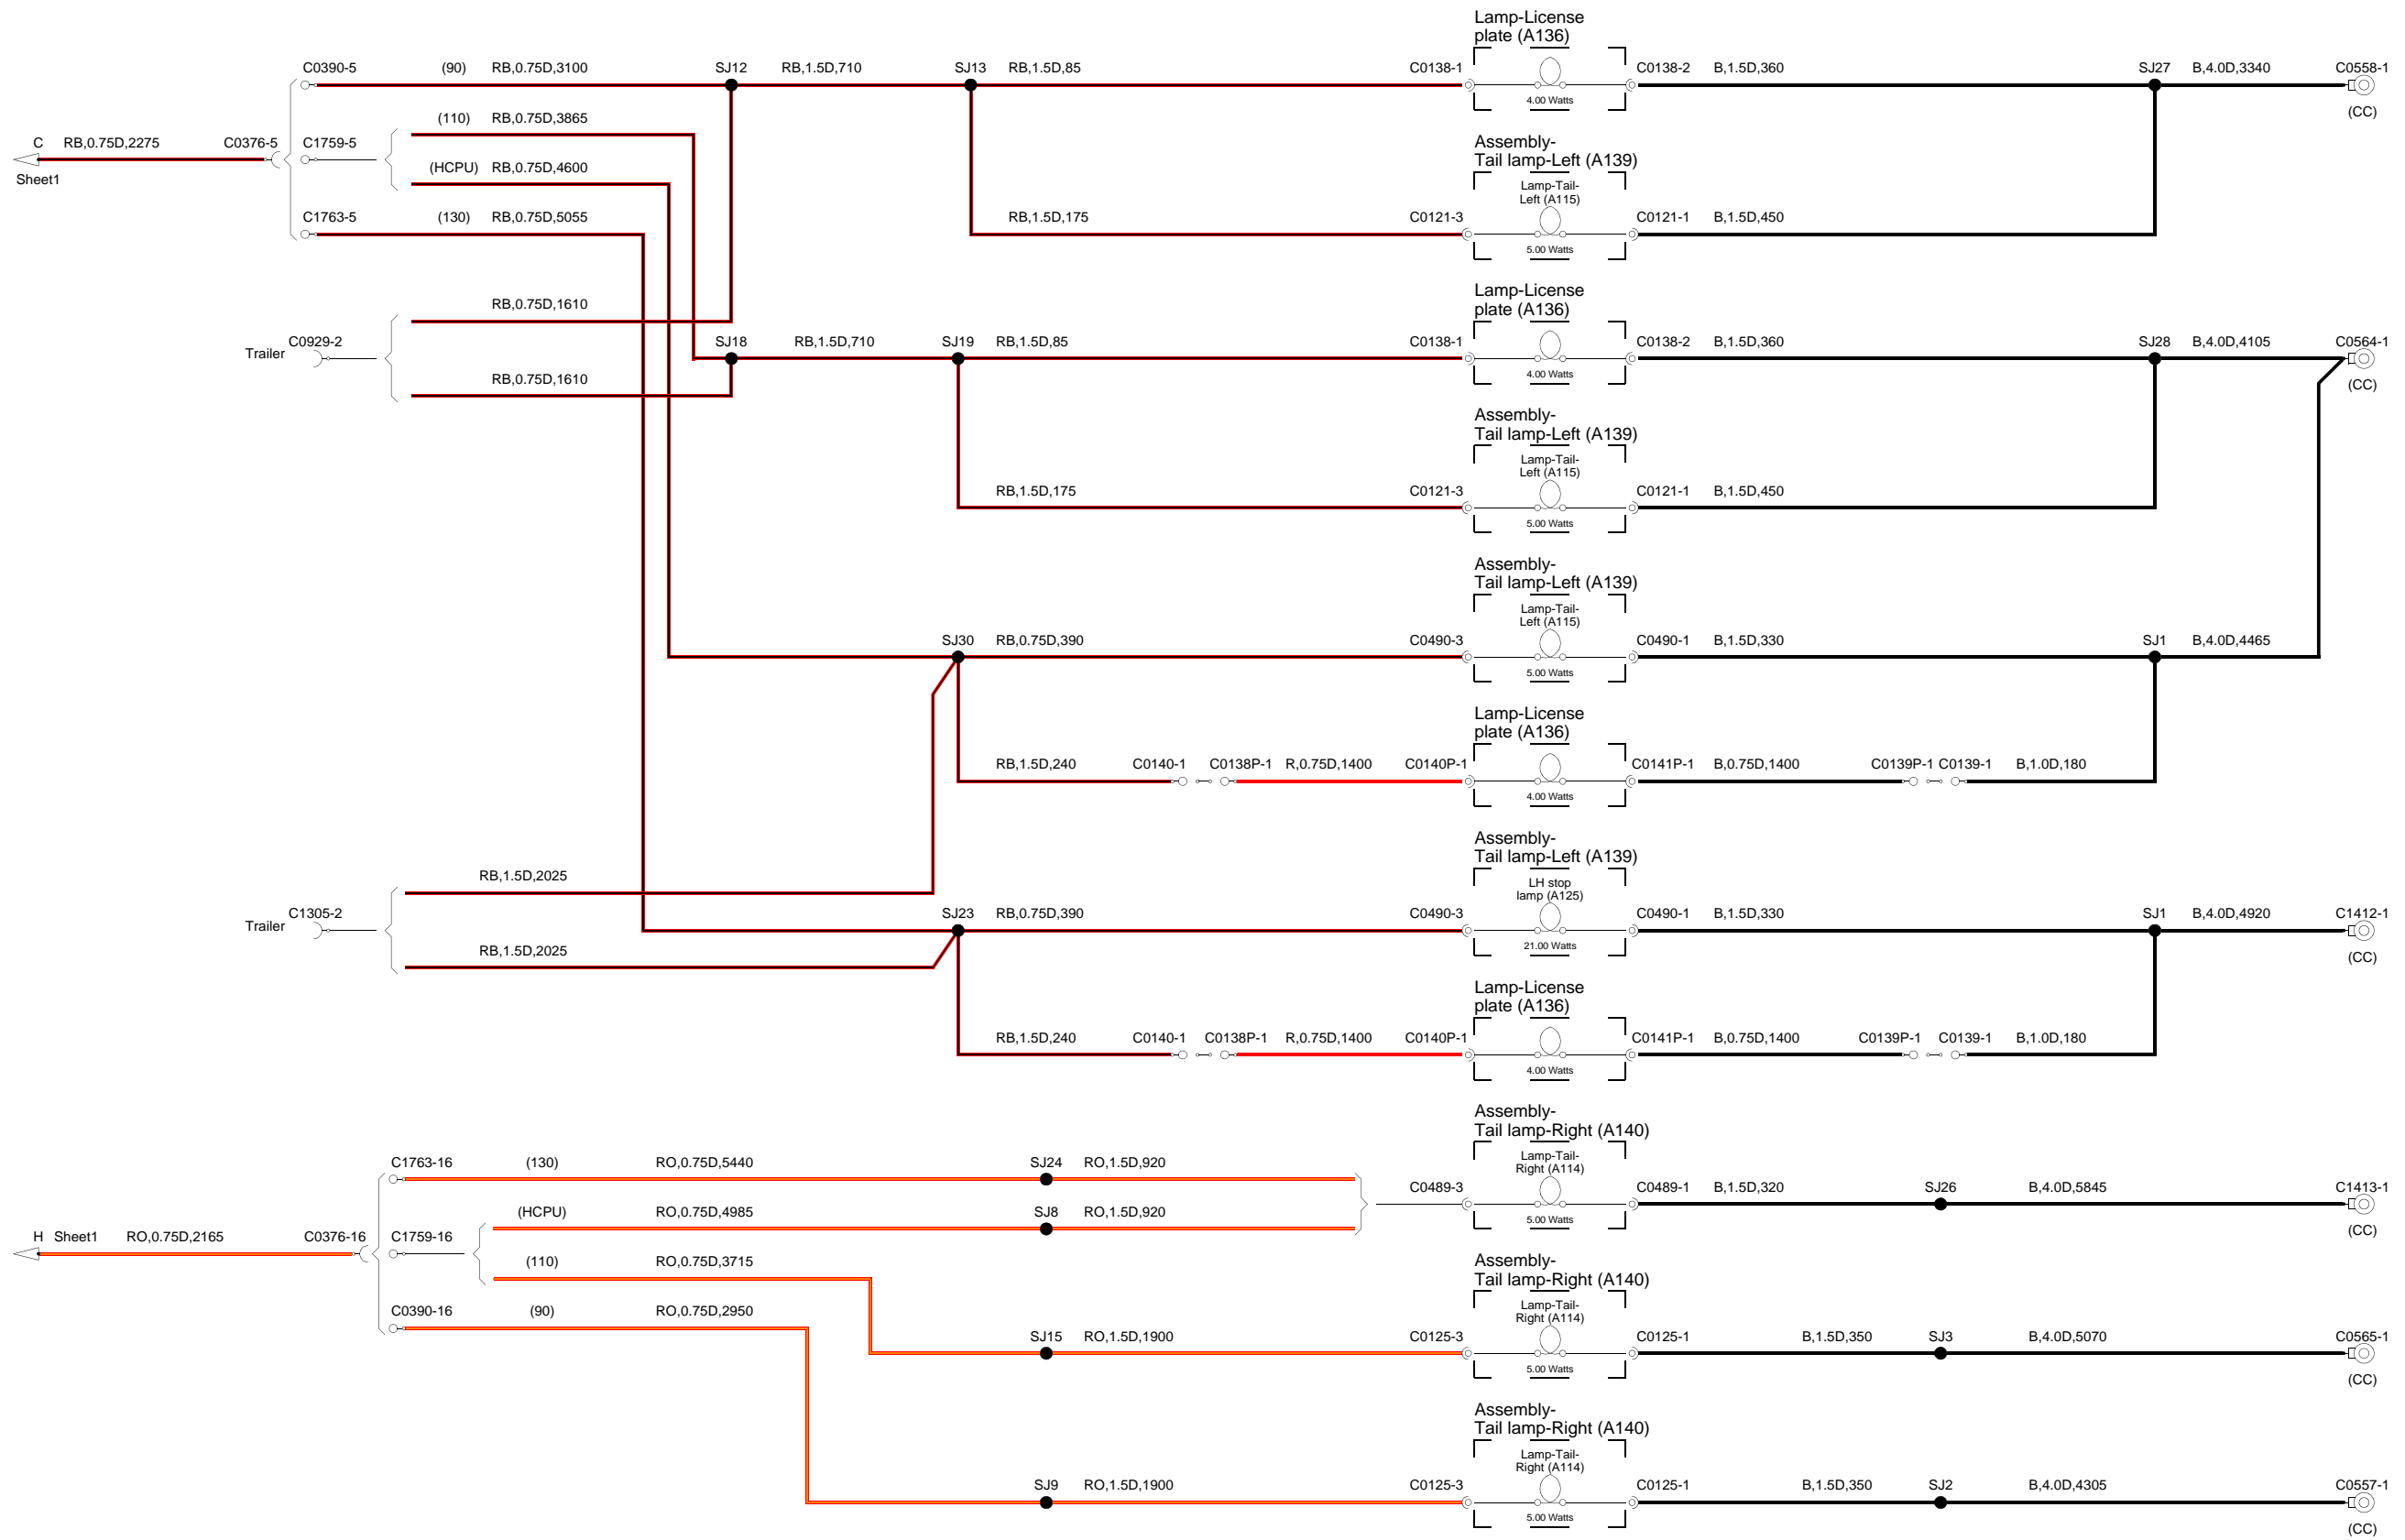 Lamp-License
plate (A136)
C0390-5 (90) RB,0.75D,3100 SJ12 RB,1.5D,710 SJ13 RB,1.5D,85 C0138-1 C0138-2 B,1.5D,360 SJ27 B,4.0D,3340 C0558-1
4.00 Watts
(CC)
(110) RB,0.75D,3865
C RB,0.75D,2275 C0376-5 C1759-5
Sheet1
(HCPU) RB,0.75D,4600
Assembly-
Tail lamp-Left (A139)
Lamp-Tail-
Left (A115)
C1763-5 (130) RB,0.75D,5055 RB,1.5D,175 C0121-3 C0121-1 B,1.5D,450
5.00 Watts
RB,0.75D,1610
Lamp-License
plate (A136)
Trailer C0929-2 SJ18 RB,1.5D,710 SJ19 RB,1.5D,85 C0138-1 C0138-2 B,1.5D,360 SJ28 B,4.0D,4105 C0564-1
4.00 Watts
(CC)
RB,0.75D,1610
Assembly-
Tail lamp-Left (A139)
Lamp-Tail-
Left (A115)
RB,1.5D,175 C0121-3 C0121-1 B,1.5D,450
5.00 Watts
Assembly-
Tail lamp-Left (A139)
Lamp-Tail-
Left (A115)
SJ30 RB,0.75D,390 C0490-3 C0490-1 B,1.5D,330 SJ1 B,4.0D,4465
5.00 Watts
Lamp-License
plate (A136)
RB,1.5D,240 C0140-1 C0138P-1 R,0.75D,1400 C0140P-1 C0141P-1 B,0.75D,1400 C0139P-1 C0139-1 B,1.0D,180
4.00 Watts
Assembly-
Tail lamp-Left (A139)
RB,1.5D,2025
LH stop
lamp (A125)
Trailer C1305-2 SJ23 RB,0.75D,390 C0490-3 C0490-1 B,1.5D,330 SJ1 B,4.0D,4920 C1412-1
21.00 Watts
(CC)
RB,1.5D,2025
Lamp-License
plate (A136)
RB,1.5D,240 C0140-1 C0138P-1 R,0.75D,1400 C0140P-1 C0141P-1 B,0.75D,1400 C0139P-1 C0139-1 B,1.0D,180
4.00 Watts
Assembly-
Tail lamp-Right (A140)
Lamp-Tail-
Right (A114)
C1763-16 (130) RO,0.75D,5440 SJ24 RO,1.5D,920
C0489-3 C0489-1 B,1.5D,320 SJ26 B,4.0D,5845 C1413-1
(HCPU) RO,0.75D,4985 SJ8 RO,1.5D,920
5.00 Watts
(CC)
H Sheet1 RO,0.75D,2165 C0376-16 C1759-16
(110) RO,0.75D,3715
Assembly-
Tail lamp-Right (A140)
Lamp-Tail-
Right (A114)
C0390-16 (90) RO,0.75D,2950
SJ15 RO,1.5D,1900 C0125-3 C0125-1 B,1.5D,350 SJ3 B,4.0D,5070 C0565-1
5.00 Watts
(CC)
Assembly-
Tail lamp-Right (A140)
Lamp-Tail-
Right (A114)
SJ9 RO,1.5D,1900 C0125-3 C0125-1 B,1.5D,350 SJ2 B,4.0D,4305 C0557-1
5.00 Watts
(CC)